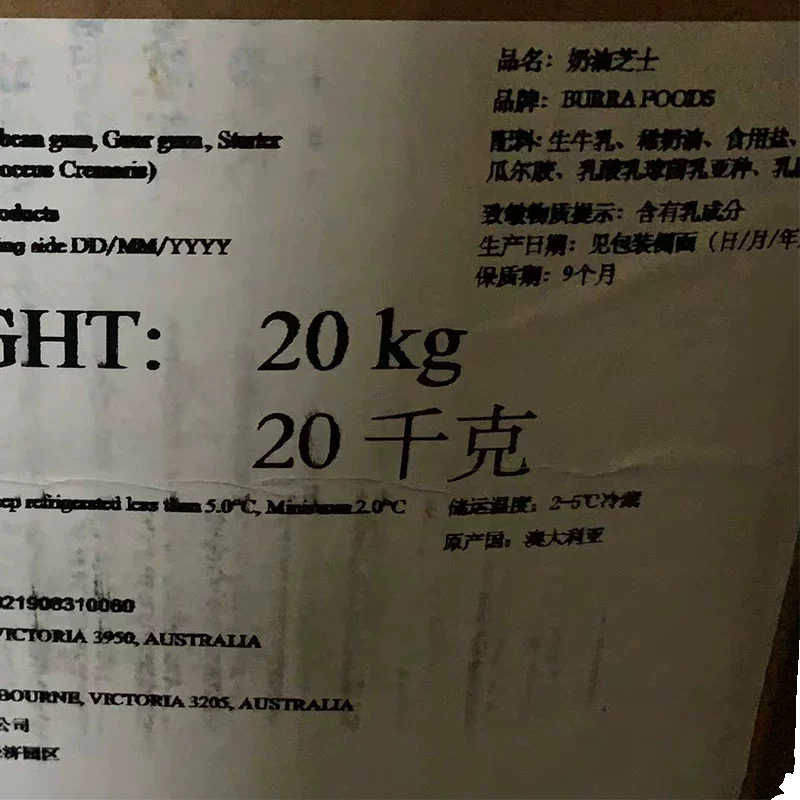 品名：奶油芝士
品牌：BURRA FOODS
bean gum, Guar gum, Starter
配料：生牛乳、稀奶油、食用盐、
Cremoris)
瓜尔胶、乳酸乳球菌乳亚种、
oducts
致敏物质提示：含有乳成分
ing side DD/MM/YYYY
生产日期：见包装侧面（日/月/年
保质期：9个月
GHT: 20 kg
20 千克
ep refrigerated less than 5.0°C, Minimum 2.0°C
储运温度：2-5℃冷藏
原产国：澳大利亚
021908310060
VICTORIA 3950, AUSTRALIA
BOURNE, VICTORIA 3205, AUSTRALIA
公司
济园区